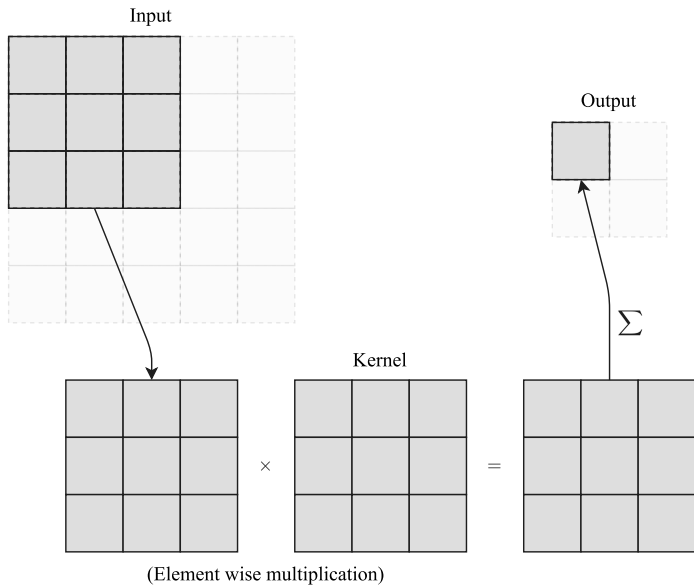 Input
Output
Σ
Kernel
×
=
(Element wise multiplication)